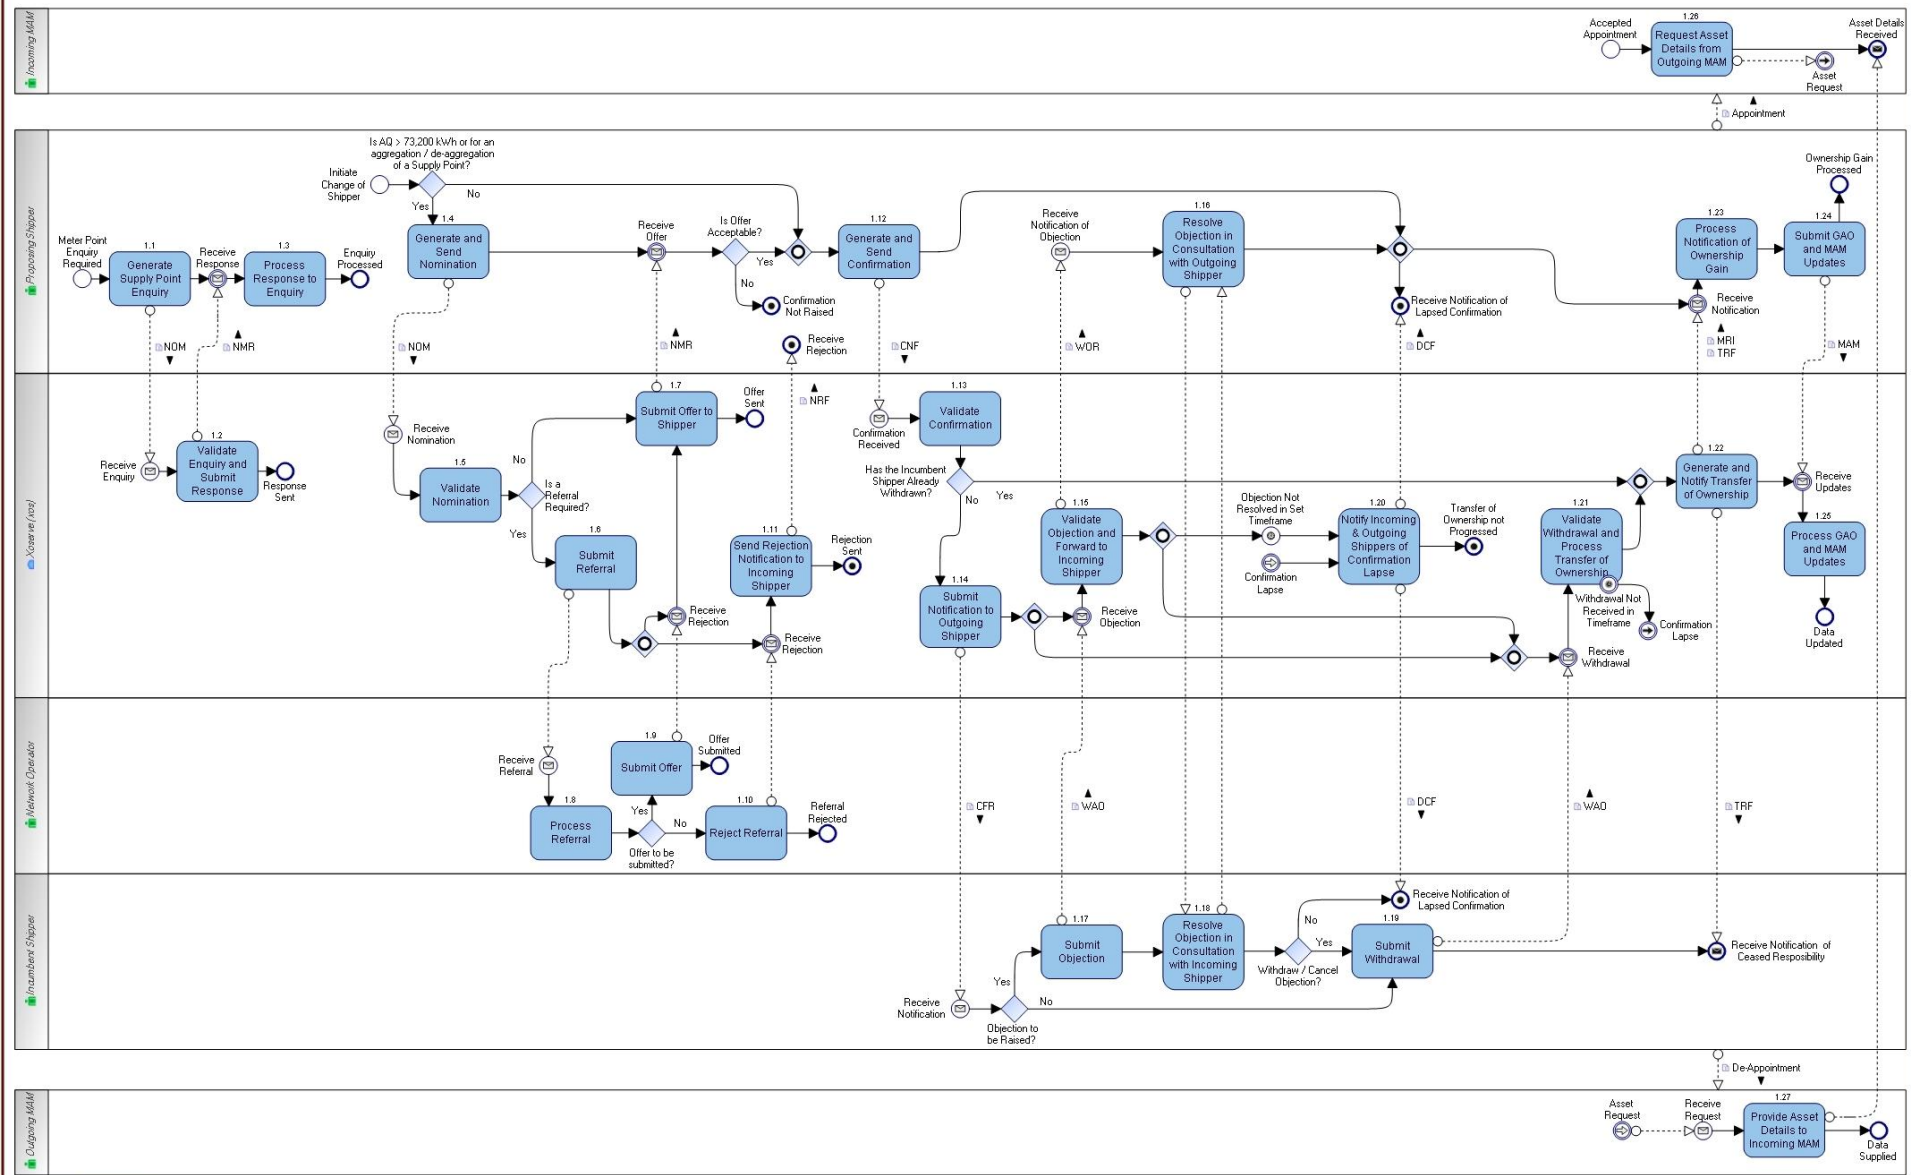 Incoming MAM
Accepted
Appointment
1.26
Request Asset
Details from
Outgoing MAM
Asset Details
Received
Asset
Request
Appointment
Proposing Shipper
Is AQ > 73,200 kWh or for an
aggregation / de-aggregation
of a Supply Point?
Initiate
Change of
Shipper
No
Yes
Meter Point
Enquiry
Required
1.1
Generate
Supply Point
Enquiry
Receive
Response
1.3
Process
Response to
Enquiry
Enquiry
Processed
1.4
Generate and
Send
Nomination
Receive
Offer
Is Offer
Acceptable?
Yes
No
Confirmation
Not Raised
1.12
Generate and
Send
Confirmation
Receive
Notification of
Objection
1.16
Resolve
Objection in
Consultation
with Outgoing
Shipper
Receive Notification of
Lapsed Confirmation
1.23
Process
Notification of
Ownership
Gain
Receive
Notification
Ownership Gain
Processed
1.24
Submit GAO
and MAM
Updates
NOM
NMR
NOM
NMR
Receive
Rejection
NRF
CNF
WOR
DCF
MRI
TRF
MAM
Xoserve (xos)
Receive
Enquiry
1.2
Validate
Enquiry and
Submit
Response
Response
Sent
Receive
Nomination
1.5
Validate
Nomination
Is a
Referral
Required?
No
Yes
1.7
Submit Offer to
Shipper
Offer
Sent
1.6
Submit
Referral
Receive
Rejection
1.11
Send Rejection
Notification to
Incoming
Shipper
Rejection
Sent
Receive
Rejection
Confirmation
Received
1.13
Validate
Confirmation
Has the Incumbent
Shipper Already
Withdrawn?
No
Yes
1.14
Submit
Notification to
Outgoing
Shipper
1.15
Validate
Objection and
Forward to
Incoming
Shipper
Receive
Objection
Objection Not
Resolved in Set
Timeframe
Confirmation
Lapse
1.20
Notify Incoming
& Outgoing
Shippers of
Confirmation
Lapse
Transfer of
Ownership not
Progressed
1.21
Validate
Withdrawal and
Process
Transfer of
Ownership
Withdrawal Not
Received in
Timeframe
Confirmation
Lapse
Receive
Withdrawal
1.22
Generate and
Notify Transfer
of Ownership
Receive
Updates
1.25
Process GAO
and MAM
Updates
Data
Updated
Network Operator
Receive
Referral
1.8
Process
Referral
1.9
Submit Offer
Offer
Submitted
Yes
No
Offer to be
submitted?
1.10
Reject Referral
Referral
Rejected
CFR
WAO
DCF
WAO
TRF
Incumbent Shipper
Receive
Notification
Yes
No
Objection to
be Raised?
1.17
Submit
Objection
1.18
Resolve
Objection in
Consultation
with Incoming
Shipper
No
Yes
Withdraw / Cancel
Objection?
Receive Notification of
Lapsed Confirmation
1.19
Submit
Withdrawal
Receive Notification of
Ceased Resposibility
De-Appointment
Outgoing MAM
Asset
Request
Receive
Request
1.27
Provide Asset
Details to
Incoming MAM
Data
Supplied